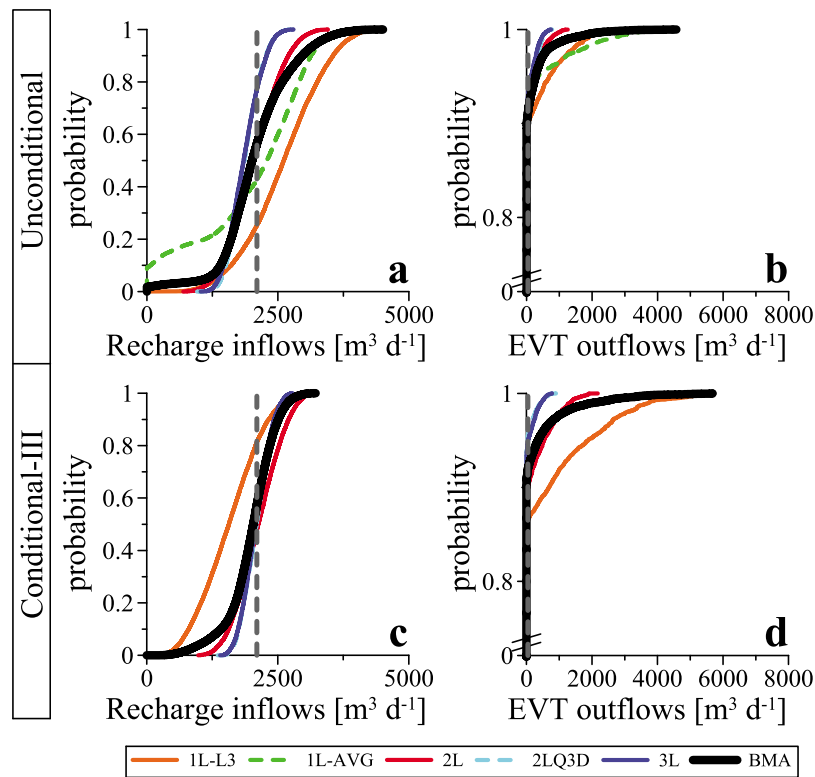 Unconditional
probability
1
0.8
0.6
0.4
0.2
0
0 2500 5000
Recharge inflows [m³ d⁻¹]
a
probability
1
0.8
0
0 2000 4000 6000 8000
EVT outflows [m³ d⁻¹]
b
Conditional-III
probability
1
0.8
0.6
0.4
0.2
0
0 2500 5000
Recharge inflows [m³ d⁻¹]
c
probability
1
0.8
0
0 2000 4000 6000 8000
EVT outflows [m³ d⁻¹]
d
1L-L3 1L-AVG 2L 2LQ3D 3L BMA